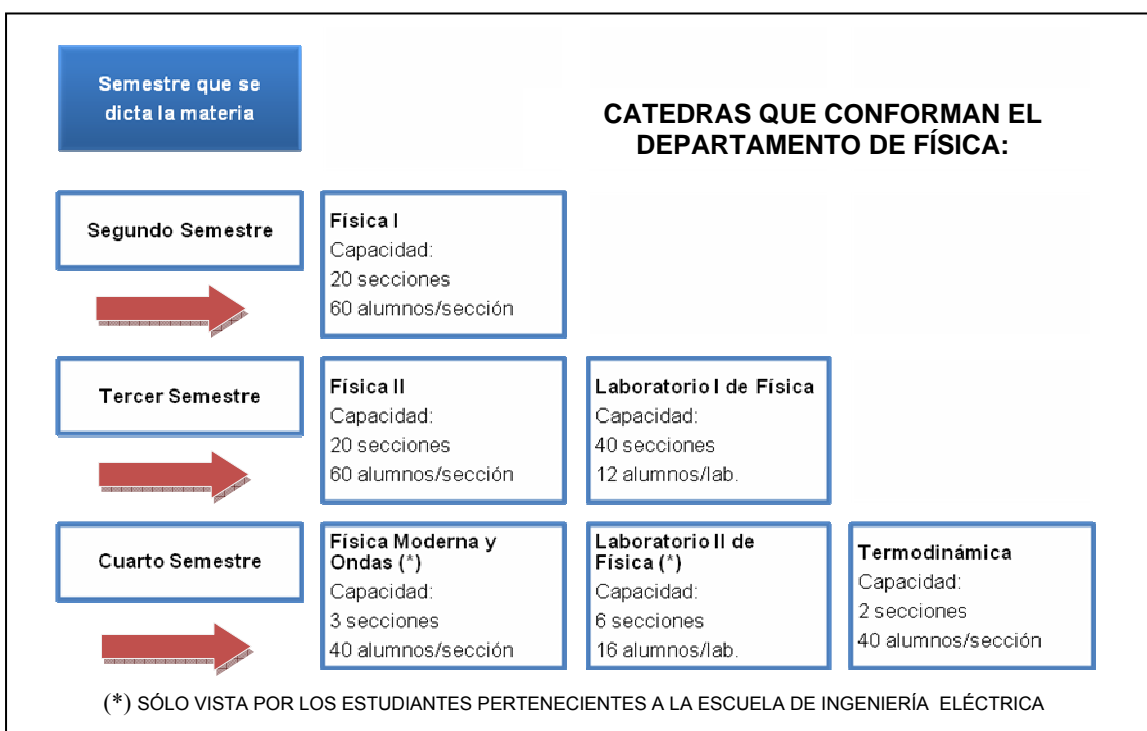 Semestre que se
dicta la materia
CATEDRAS QUE CONFORMAN EL
DEPARTAMENTO DE FÍSICA:
Segundo Semestre
Física I
Capacidad:
20 secciones
60 alumnos/sección
Tercer Semestre
Física II
Capacidad:
20 secciones
60 alumnos/sección
Laboratorio I de Física
Capacidad:
40 secciones
12 alumnos/lab.
Cuarto Semestre
Física Moderna y
Ondas (*)
Capacidad:
3 secciones
40 alumnos/sección
Laboratorio II de
Física (*)
Capacidad:
6 secciones
16 alumnos/lab.
Termodinámica
Capacidad:
2 secciones
40 alumnos/sección
(*) SÓLO VISTA POR LOS ESTUDIANTES PERTENECIENTES A LA ESCUELA DE INGENIERÍA ELÉCTRICA